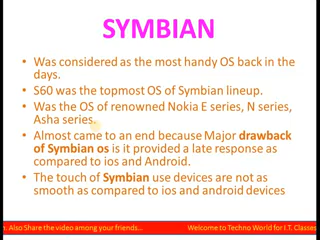 SYMBIAN
• Was considered as the most handy OS back in the
days.
• S60 was the topmost OS of Symbian lineup.
• Was the OS of renowned Nokia E series, N series,
Asha series.
• Almost came to an end because Major drawback
of Symbian os is it provided a late response as
compared to ios and Android.
• The touch of Symbian use devices are not as
smooth as compared to ios and android devices
. Also Share the video among your friends... Welcome to Techno World for I.T. Classes